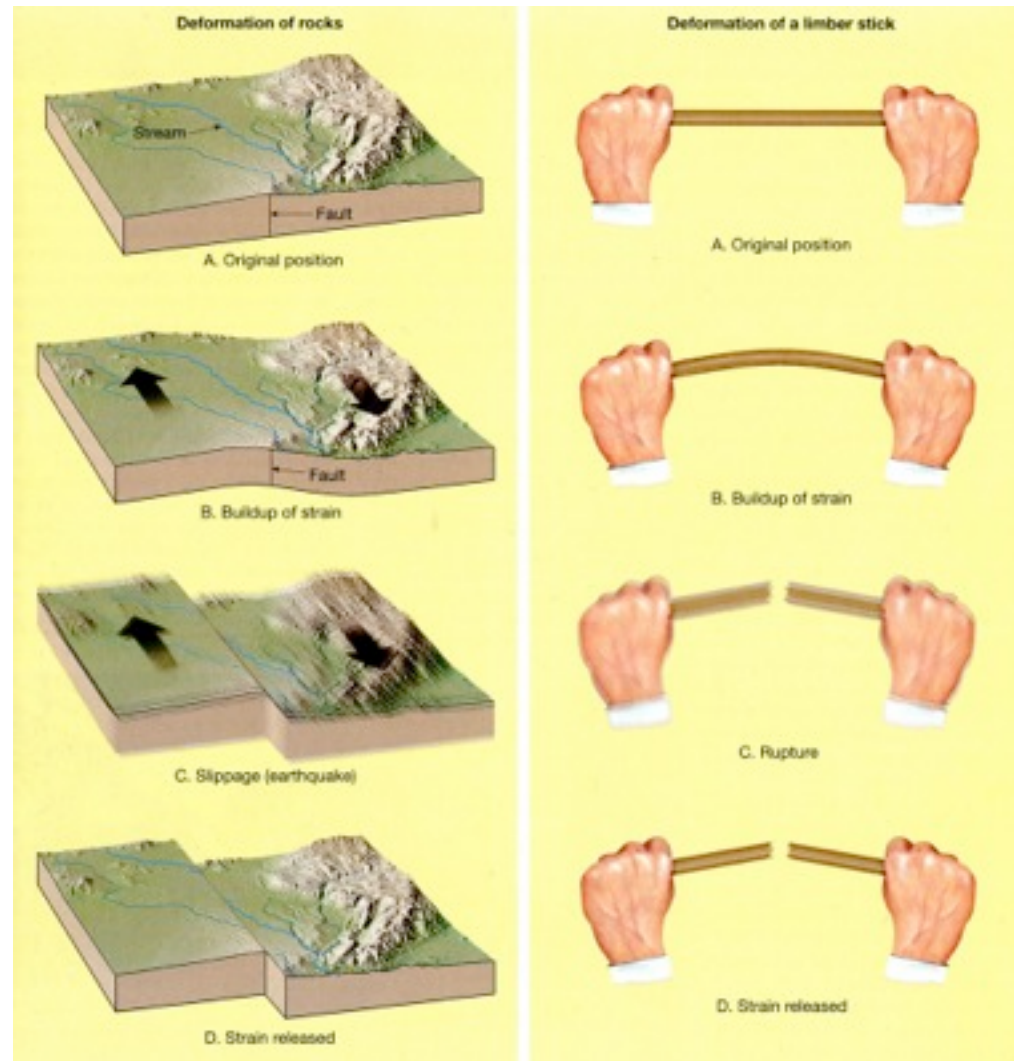 Deformation of rocks
Stream
Fault
A. Original position
Fault
B. Buildup of strain
C. Slippage (earthquake)
D. Strain released
Deformation of a limber stick
A. Original position
B. Buildup of strain
C. Rupture
D. Strain released